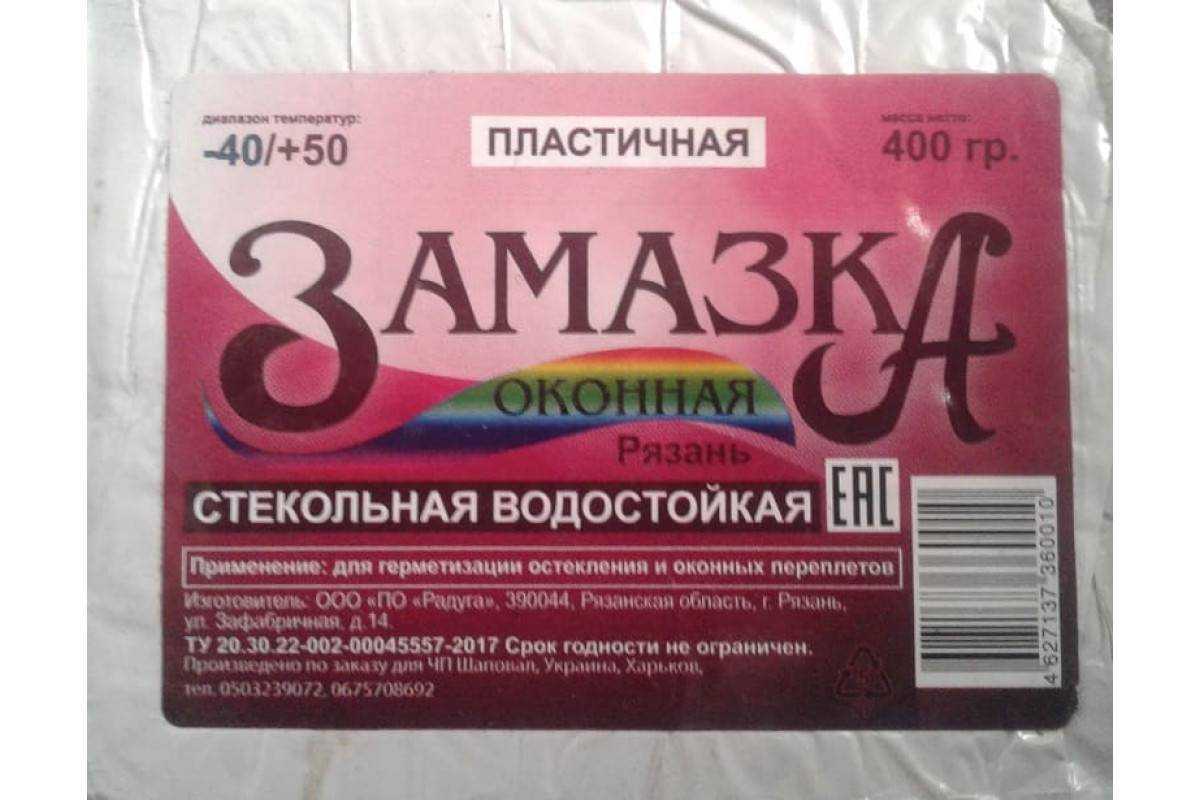 диапазон температур:
-40/+50
ПЛАСТИЧНАЯ
масса нетто:
400 гр.
ЗАМАЗКА
ОКОННАЯ
Рязань
СТЕКОЛЬНАЯ ВОДОСТОЙКАЯ
EAC
Применение: для герметизации остекления и оконных переплетов
Изготовитель: ООО «ПО «Радуга», 390044, Рязанская область, г. Рязань,
ул. Зафабричная, д.14.
ТУ 20.30.22-002-00045557-2017 Срок годности не ограничен.
Произведено по заказу для ЧП Шаповал, Украина, Харьков,
тел. 0503239072, 0675708692
4 627137 360010